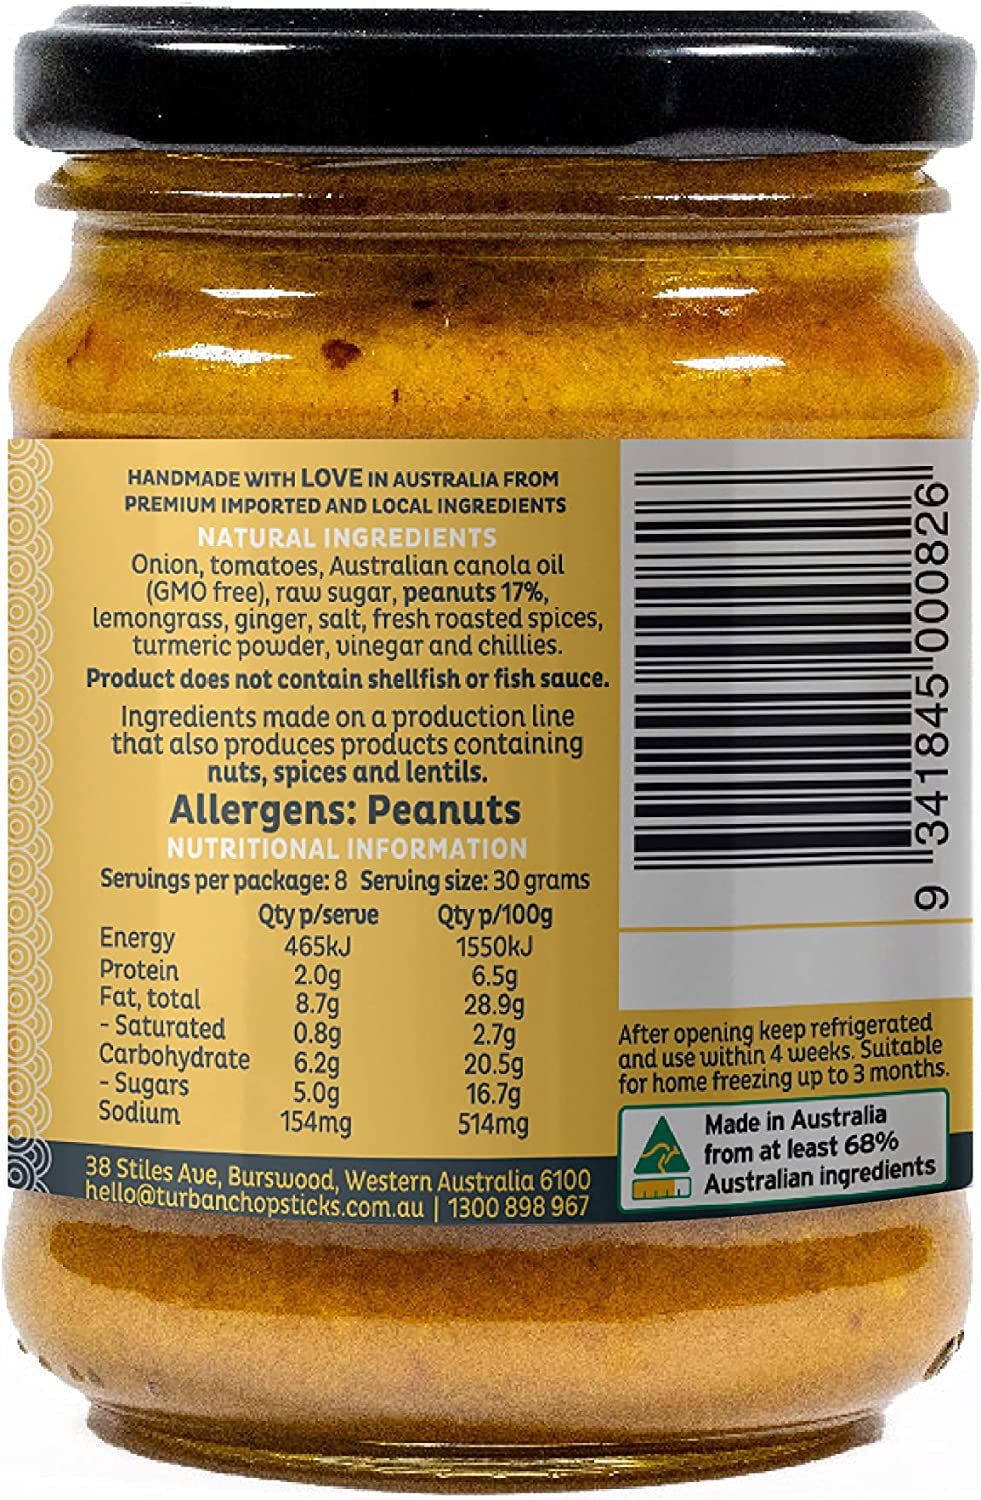 HANDMADE WITH LOVE IN AUSTRALIA FROM
PREMIUM IMPORTED AND LOCAL INGREDIENTS
NATURAL INGREDIENTS
Onion, tomatoes, Australian canola oil
(GMO free), raw sugar, peanuts 17%,
lemongrass, ginger, salt, fresh roasted spices,
turmeric powder, vinegar and chillies.
Product does not contain shellfish or fish sauce.
Ingredients made on a production line
that also produces products containing
nuts, spices and lentils.
Allergens: Peanuts
NUTRITIONAL INFORMATION
Servings per package: 8 Serving size: 30 grams
Qty p/serve Qty p/100g
Energy 465kJ 1550kJ
Protein 2.0g 6.5g
Fat, total 8.7g 28.9g
- Saturated 0.8g 2.7g
Carbohydrate 6.2g 20.5g
- Sugars 5.0g 16.7g
Sodium 154mg 514mg
38 Stiles Ave, Burswood, Western Australia 6100
hello@turbanchopsticks.com.au | 1300 898 967
9 341845 000826
After opening keep refrigerated
and use within 4 weeks. Suitable
for home freezing up to 3 months.
Made in Australia
from at least 68%
Australian ingredients